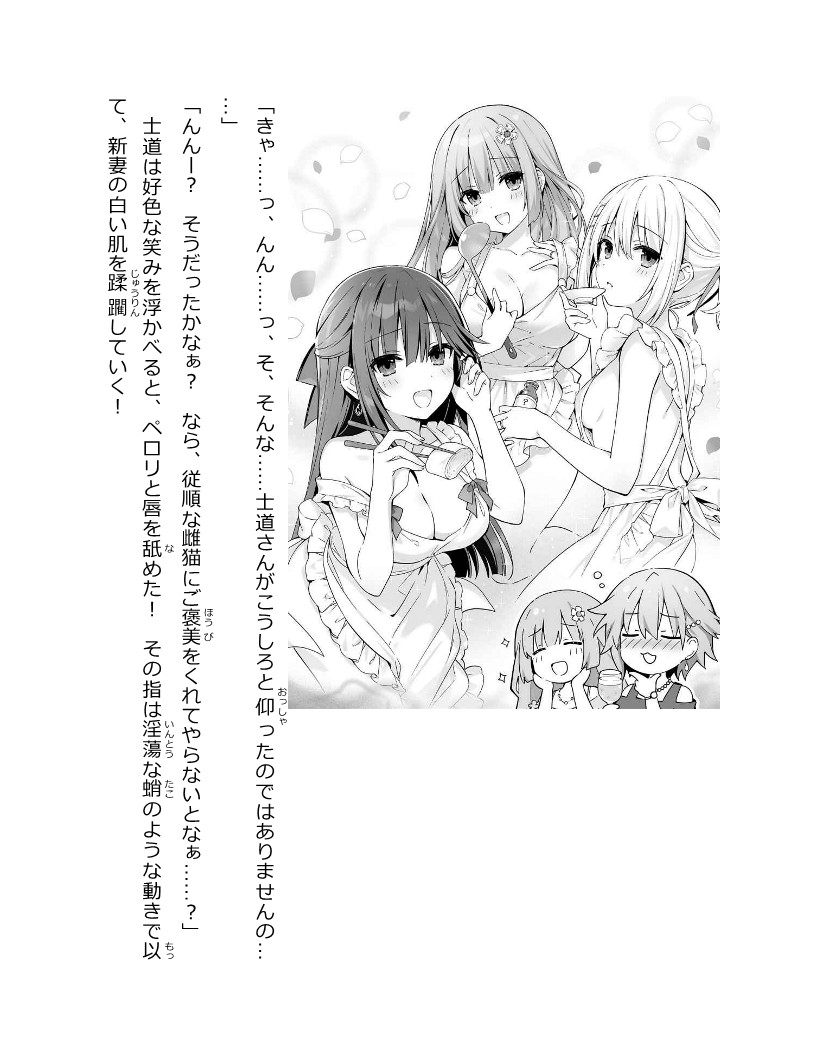 「きゃ……っ、んん……っ、そ、そんな……士道さんがこうしろと仰ったのではありませんの…
…」
「んんー？　そうだったかなぁ？　なら、従順な雌猫にご褒美をくれてやらないとなぁ……？」
　士道は好色な笑みを浮かべると、ペロリと唇を舐めた！　その指は淫蕩な蛸のような動きで以
て、新妻の白い肌を蹂躙していく！